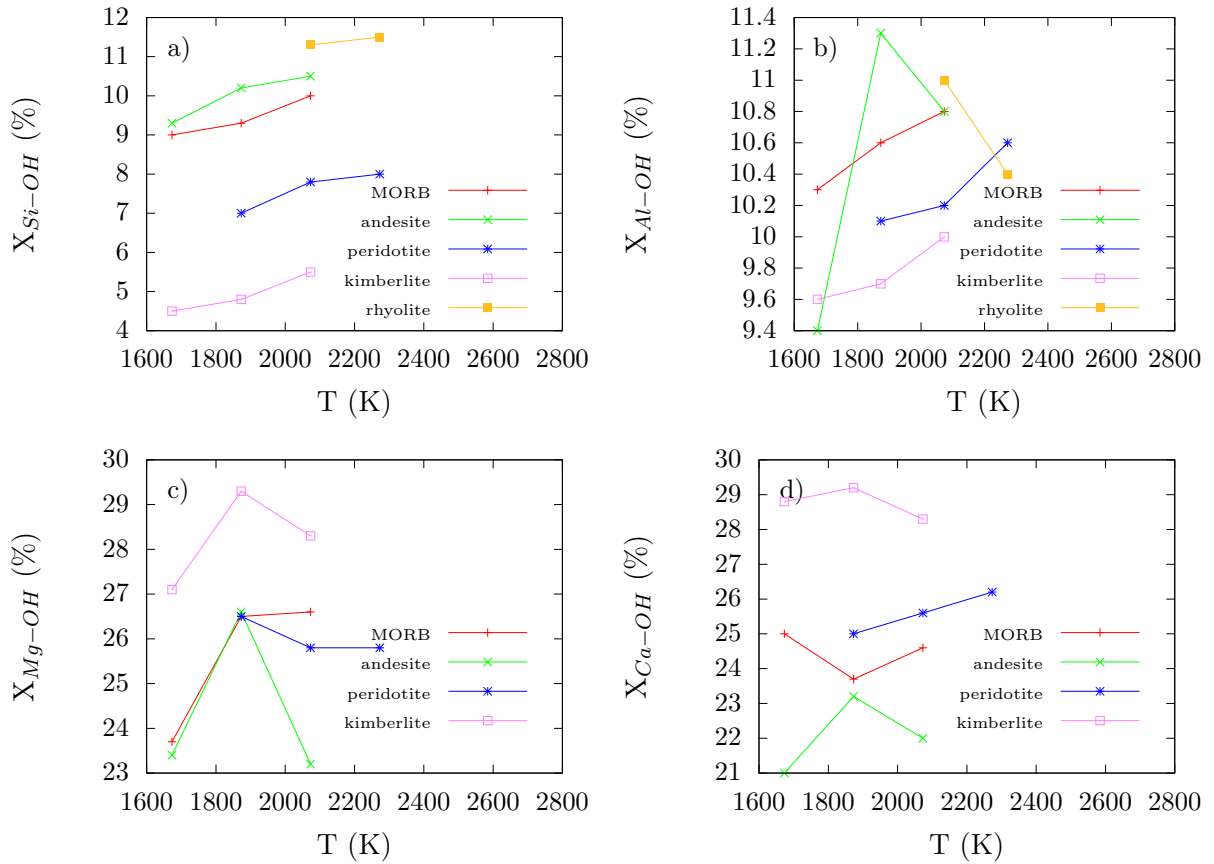 a)
X_{Si-OH} (%)
12
11
10
9
8
7
6
5
4
MORB
andesite
peridotite
kimberlite
rhyolite
1600 1800 2000 2200 2400 2600 2800
T (K)
b)
X_{Al-OH} (%)
11.4
11.2
11
10.8
10.6
10.4
10.2
10
9.8
9.6
9.4
MORB
andesite
peridotite
kimberlite
rhyolite
1600 1800 2000 2200 2400 2600 2800
T (K)
c)
X_{Mg-OH} (%)
30
29
28
27
26
25
24
23
MORB
andesite
peridotite
kimberlite
1600 1800 2000 2200 2400 2600 2800
T (K)
d)
X_{Ca-OH} (%)
30
29
28
27
26
25
24
23
22
21
MORB
andesite
peridotite
kimberlite
1600 1800 2000 2200 2400 2600 2800
T (K)